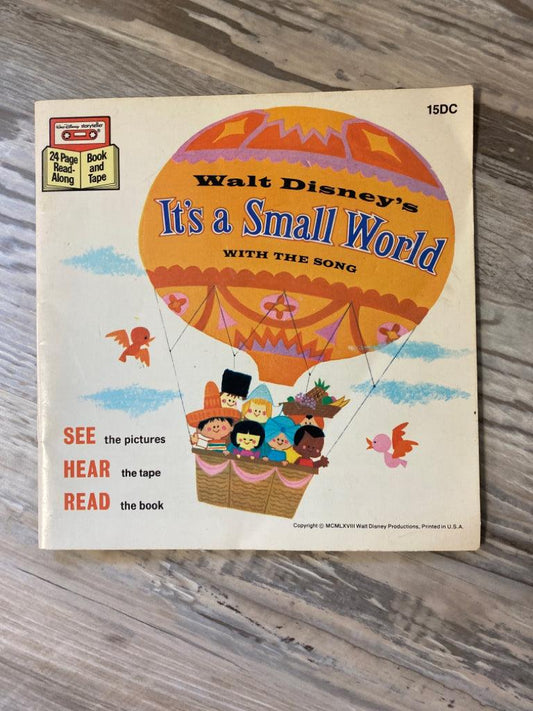 15DC
Walt Disney storyteller
24 Page
Read-
Along
Book
and
Tape
Walt Disney's
It's a Small World
WITH THE SONG
SEE the pictures
HEAR the tape
READ the book
Copyright © MCMLXVIII Walt Disney Productions, Printed in U.S.A.